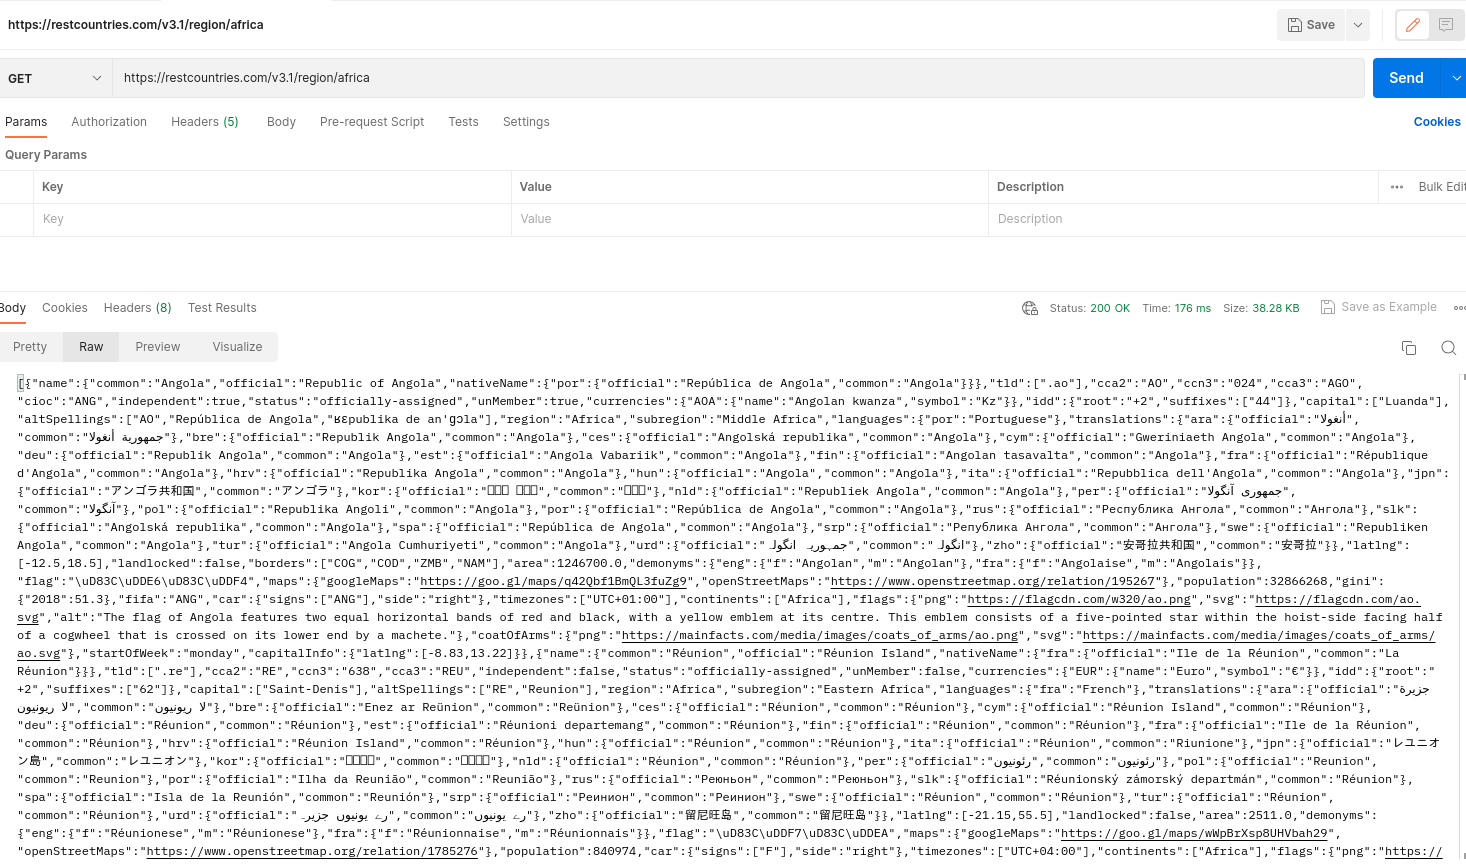 https://restcountries.com/v3.1/region/africa
Save
GET
https://restcountries.com/v3.1/region/africa
Send
Params Authorization Headers (5) Body Pre-request Script Tests Settings Cookies
Query Params
Key Value Description ••• Bulk Edit
Key Value Description
Body Cookies Headers (8) Test Results Status: 200 OK Time: 176 ms Size: 38.28 KB Save as Example
Pretty Raw Preview Visualize
[{"name":{"common":"Angola","official":"Republic of Angola","nativeName":{"por":{"official":"República de Angola","common":"Angola"}}},"tld":[".ao"],"cca2":"AO","ccn3":"024","cca3":"AGO",
"cioc":"ANG","independent":true,"status":"officially-assigned","unMember":true,"currencies":{"AOA":{"name":"Angolan kwanza","symbol":"Kz"}},"idd":{"root":"+2","suffixes":["44"]},"capital":["Luanda"],
"altSpellings":["AO","República de Angola","ʁɛpublika de an'ɡɔla"],"region":"Africa","subregion":"Middle Africa","languages":{"por":"Portuguese"},"translations":{"ara":{"official":"أنغولا",
"common":"جمهورية أنغولا"},"bre":{"official":"Republik Angola","common":"Angola"},"ces":{"official":"Angolská republika","common":"Angola"},"cym":{"official":"Gweriniaeth Angola","common":"Angola"},
"deu":{"official":"Republik Angola","common":"Angola"},"est":{"official":"Angola Vabariik","common":"Angola"},"fin":{"official":"Angolan tasavalta","common":"Angola"},"fra":{"official":"République
d'Angola","common":"Angola"},"hrv":{"official":"Republika Angola","common":"Angola"},"hun":{"official":"Angola","common":"Angola"},"ita":{"official":"Repubblica dell'Angola","common":"Angola"},"jpn":
{"official":"アンゴラ共和国","common":"アンゴラ"},"kor":{"official":"","common":""},"nld":{"official":"Republiek Angola","common":"Angola"},"per":{"official":"جمهوری آنگولا",
"common":"آنگولا"},"pol":{"official":"Republika Angoli","common":"Angola"},"por":{"official":"República de Angola","common":"Angola"},"rus":{"official":"Республика Ангола","common":"Ангола"},"slk":
{"official":"Angolská republika","common":"Angola"},"spa":{"official":"República de Angola","common":"Angola"},"srp":{"official":"Република Ангола","common":"Ангола"},"swe":{"official":"Republiken
Angola","common":"Angola"},"tur":{"official":"Angola Cumhuriyeti","common":"Angola"},"urd":{"official":"جمہوریہ انگولہ","common":"انگولہ"},"zho":{"official":"安哥拉共和国","common":"安哥拉"}},"latlng":
[-12.5,18.5],"landlocked":false,"borders":["COG","COD","ZMB","NAM"],"area":1246700.0,"demonyms":{"eng":{"f":"Angolan","m":"Angolan"},"fra":{"f":"Angolaise","m":"Angolais"}},
"flag":"\uD83C\uDDE6\uD83C\uDDF4","maps":{"googleMaps":"https://goo.gl/maps/q42Qbf1BmQL3fuZg9","openStreetMaps":"https://www.openstreetmap.org/relation/195267"},"population":32866268,"gini":
{"2018":51.3},"fifa":"ANG","car":{"signs":["ANG"],"side":"right"},"timezones":["UTC+01:00"],"continents":["Africa"],"flags":{"png":"https://flagcdn.com/w320/ao.png","svg":"https://flagcdn.com/ao.
svg","alt":"The flag of Angola features two equal horizontal bands of red and black, with a yellow emblem at its centre. This emblem consists of a five-pointed star within the hoist-side facing half
of a cogwheel that is crossed on its lower end by a machete."},"coatOfArms":{"png":"https://mainfacts.com/media/images/coats_of_arms/ao.png","svg":"https://mainfacts.com/media/images/coats_of_arms/
ao.svg"},"startOfWeek":"monday","capitalInfo":{"latlng":[-8.83,13.22]}},{"name":{"common":"Réunion","official":"Réunion Island","nativeName":{"fra":{"official":"Ile de la Réunion","common":"La
Réunion"}}},"tld":[".re"],"cca2":"RE","ccn3":"638","cca3":"REU","independent":false,"status":"officially-assigned","unMember":false,"currencies":{"EUR":{"name":"Euro","symbol":"€"}},"idd":{"root":"
+2","suffixes":["62"]},"capital":["Saint-Denis"],"altSpellings":["RE","Reunion"],"region":"Africa","subregion":"Eastern Africa","languages":{"fra":"French"},"translations":{"ara":{"official":"جزيرة
لا ريونيون","common":"لا ريونيون"},"bre":{"official":"Enez ar Reünion","common":"Reünion"},"ces":{"official":"Réunion","common":"Réunion"},"cym":{"official":"Réunion Island","common":"Réunion"},
"deu":{"official":"Réunion","common":"Réunion"},"est":{"official":"Réunioni departemang","common":"Réunion"},"fin":{"official":"Réunion","common":"Réunion"},"fra":{"official":"Ile de la Réunion",
"common":"Réunion"},"hrv":{"official":"Réunion Island","common":"Réunion"},"hun":{"official":"Réunion","common":"Réunion"},"ita":{"official":"Réunion","common":"Riunione"},"jpn":{"official":"レユニオ
ン島","common":"レユニオン"},"kor":{"official":"","common":""},"nld":{"official":"Réunion","common":"Réunion"},"per":{"official":"رئونیون","common":"رئونیون"},"pol":{"official":"Reunion",
"common":"Reunion"},"por":{"official":"Ilha da Reunião","common":"Reunião"},"rus":{"official":"Реюньон","common":"Реюньон"},"slk":{"official":"Réunionský zámorský departmán","common":"Réunion"},
"spa":{"official":"Isla de la Reunión","common":"Reunión"},"srp":{"official":"Реинион","common":"Реинион"},"swe":{"official":"Réunion","common":"Réunion"},"tur":{"official":"Réunion",
"common":"Réunion"},"urd":{"official":"رے یونیوں جزیرہ","common":"رے یونیوں"},"zho":{"official":"留尼旺岛","common":"留尼旺岛"}},"latlng":[-21.15,55.5],"landlocked":false,"area":2511.0,"demonyms":
{"eng":{"f":"Réunionese","m":"Réunionese"},"fra":{"f":"Réunionnaise","m":"Réunionnais"}},"flag":"\uD83C\uDDF7\uD83C\uDDEA","maps":{"googleMaps":"https://goo.gl/maps/wWpBrXsp8UHVbah29",
"openStreetMaps":"https://www.openstreetmap.org/relation/1785276"},"population":840974,"car":{"signs":["F"],"side":"right"},"timezones":["UTC+04:00"],"continents":["Africa"],"flags":{"png":"https://